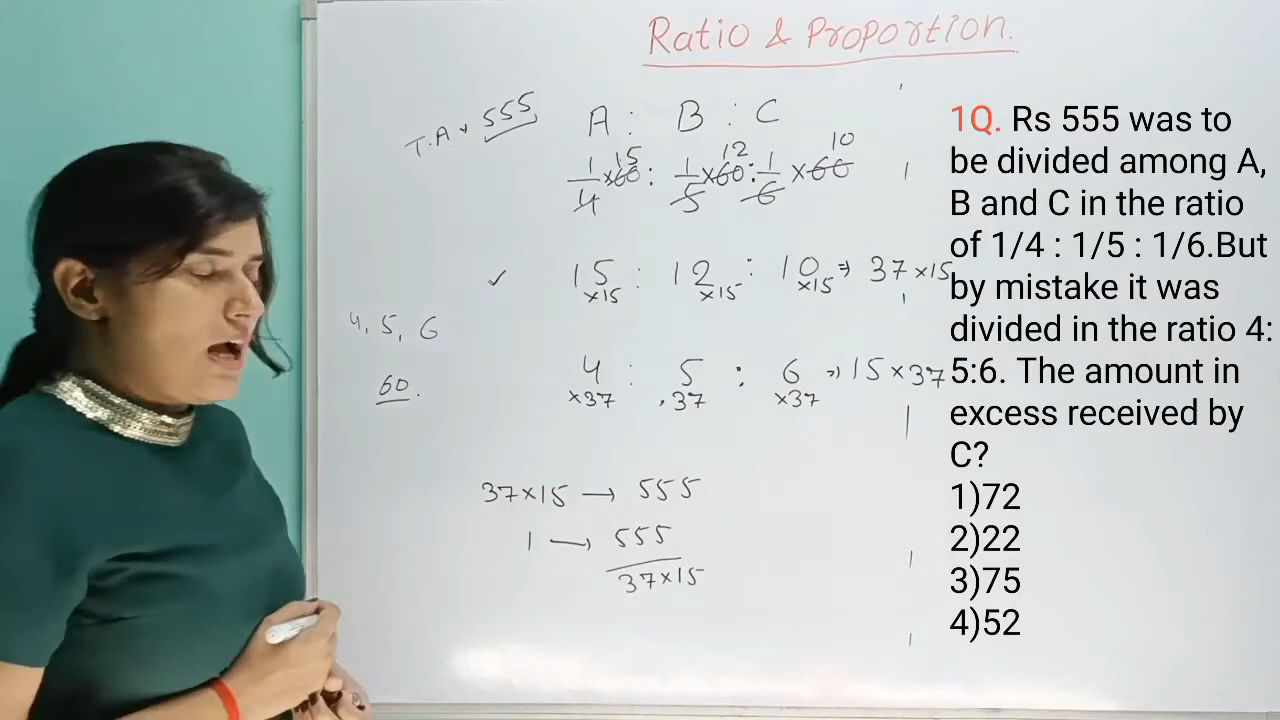 Ratio & Proportion.
T.A → 555
A : B : C
1/4 × 60 15 : 1/5 × 60 12 : 1/6 × 60 10
✓ 15 : 12 : 10 ⇒ 37 × 15
×15 ×15 ×15
4, 5, 6
60.
4 : 5 : 6 ⇒ 15 × 37
×37 ×37 ×37
37×15 → 555
1 → 555
37×15
1Q. Rs 555 was to
be divided among A,
B and C in the ratio
of 1/4 : 1/5 : 1/6.But
by mistake it was
divided in the ratio 4:
5:6. The amount in
excess received by
C?
1)72
2)22
3)75
4)52